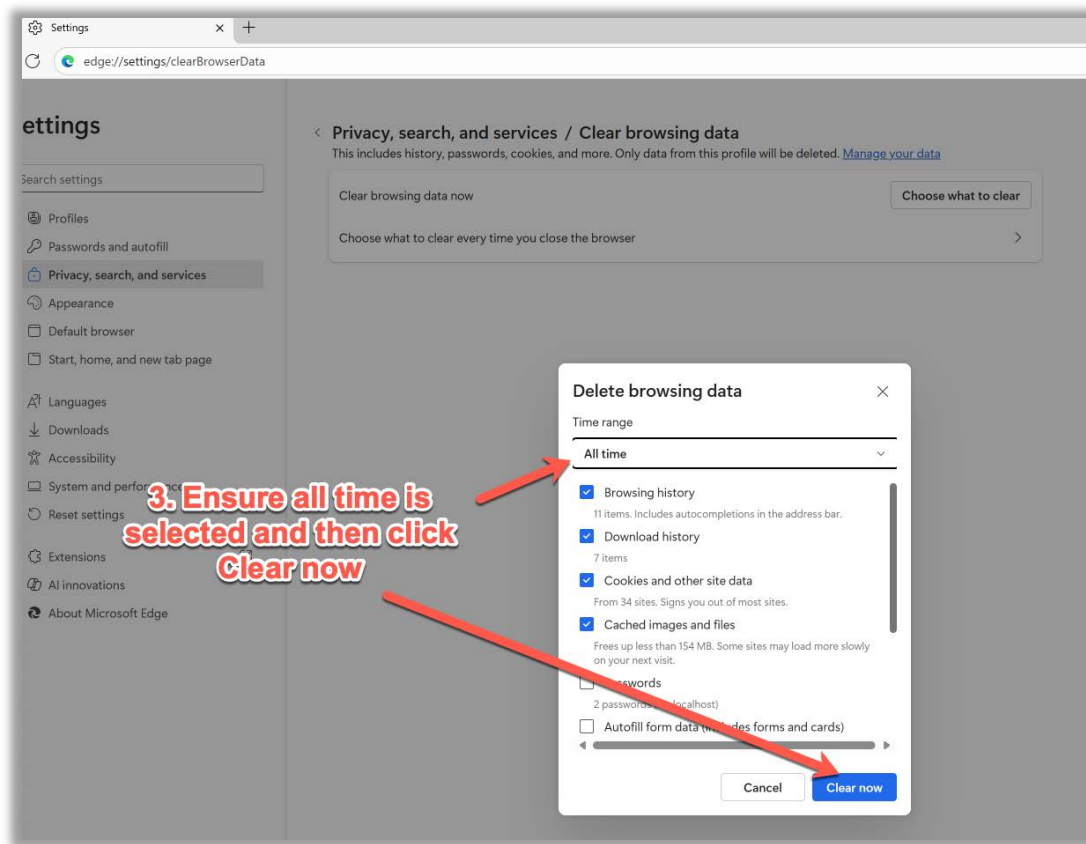 Settings
edge://settings/clearBrowserData
ettings
Search settings
Profiles
Passwords and autofill
Privacy, search, and services
Appearance
Default browser
Start, home, and new tab page
Languages
Downloads
Accessibility
System and performance
Reset settings
Extensions
AI innovations
About Microsoft Edge
Privacy, search, and services / Clear browsing data
This includes history, passwords, cookies, and more. Only data from this profile will be deleted. Manage your data
Clear browsing data now
Choose what to clear
Choose what to clear every time you close the browser
3. Ensure all time is
selected and then click
Clear now
Delete browsing data
Time range
All time
Browsing history
11 items. Includes autocompletions in the address bar.
Download history
7 items
Cookies and other site data
From 34 sites. Signs you out of most sites.
Cached images and files
Frees up less than 154 MB. Some sites may load more slowly
on your next visit.
Passwords
2 passwords localhost)
Autofill form data (includes forms and cards)
Cancel
Clear now